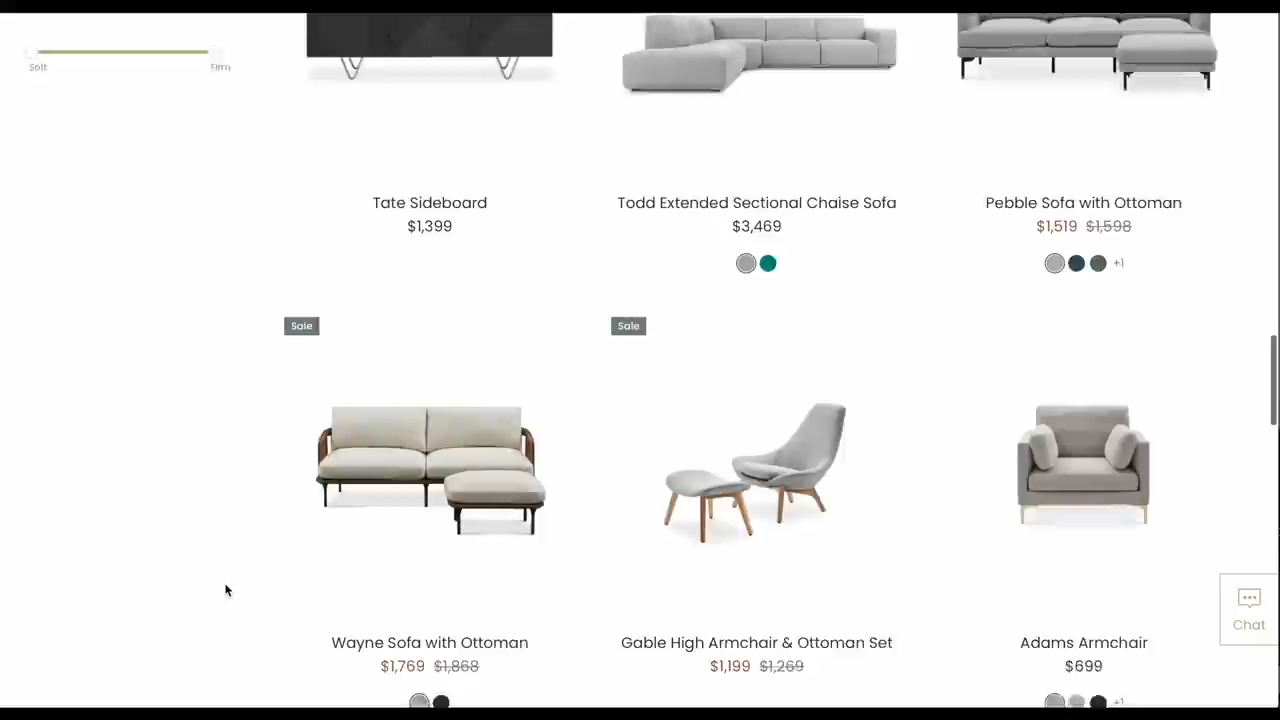 Soft Firm
Tate Sideboard
$1,399
Todd Extended Sectional Chaise Sofa
$3,469
Pebble Sofa with Ottoman
$1,519 $1,598
+1
Sale
Sale
Wayne Sofa with Ottoman
$1,769 $1,868
Gable High Armchair & Ottoman Set
$1,199 $1,269
Adams Armchair
$699
+1
Chat